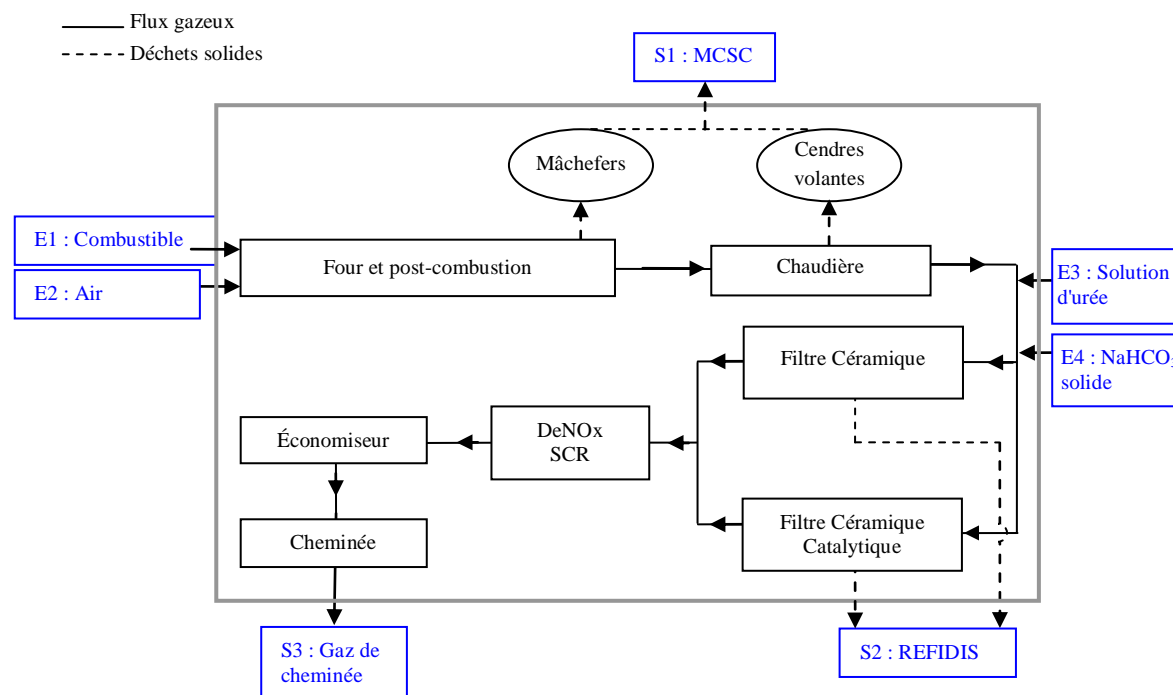 Flux gazeux
Déchets solides
S1 : MCSC
Mâchefers
Cendres
volantes
E1 : Combustible
E2 : Air
Four et post-combustion
Chaudière
E3 : Solution
d'urée
E4 : NaHCO₃
solide
Filtre Céramique
DeNOx
SCR
Économiseur
Filtre Céramique
Catalytique
Cheminée
S3 : Gaz de
cheminée
S2 : REFIDIS